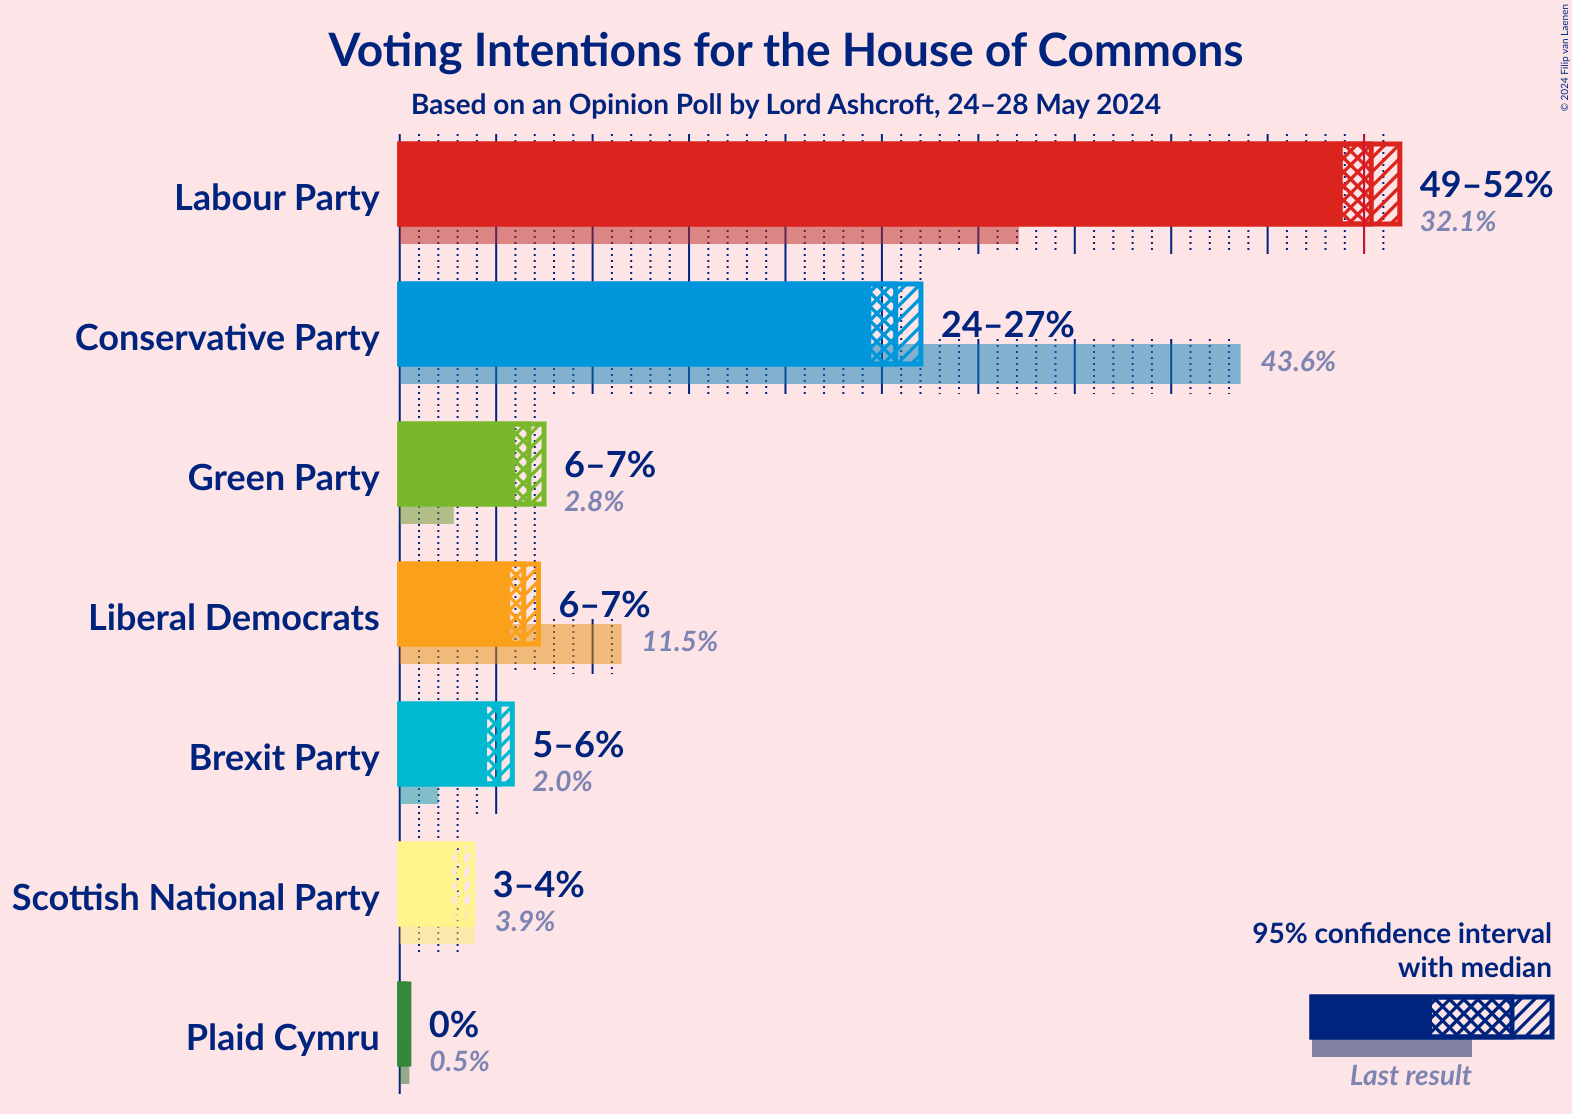 Voting Intentions for the House of Commons
Based on an Opinion Poll by Lord Ashcroft, 24–28 May 2024
© 2024 Filip van Laenen
Labour Party
49–52%
32.1%
Conservative Party
24–27%
43.6%
Green Party
6–7%
2.8%
Liberal Democrats
6–7%
11.5%
Brexit Party
5–6%
2.0%
Scottish National Party
3–4%
3.9%
Plaid Cymru
0%
0.5%
95% confidence interval
with median
Last result